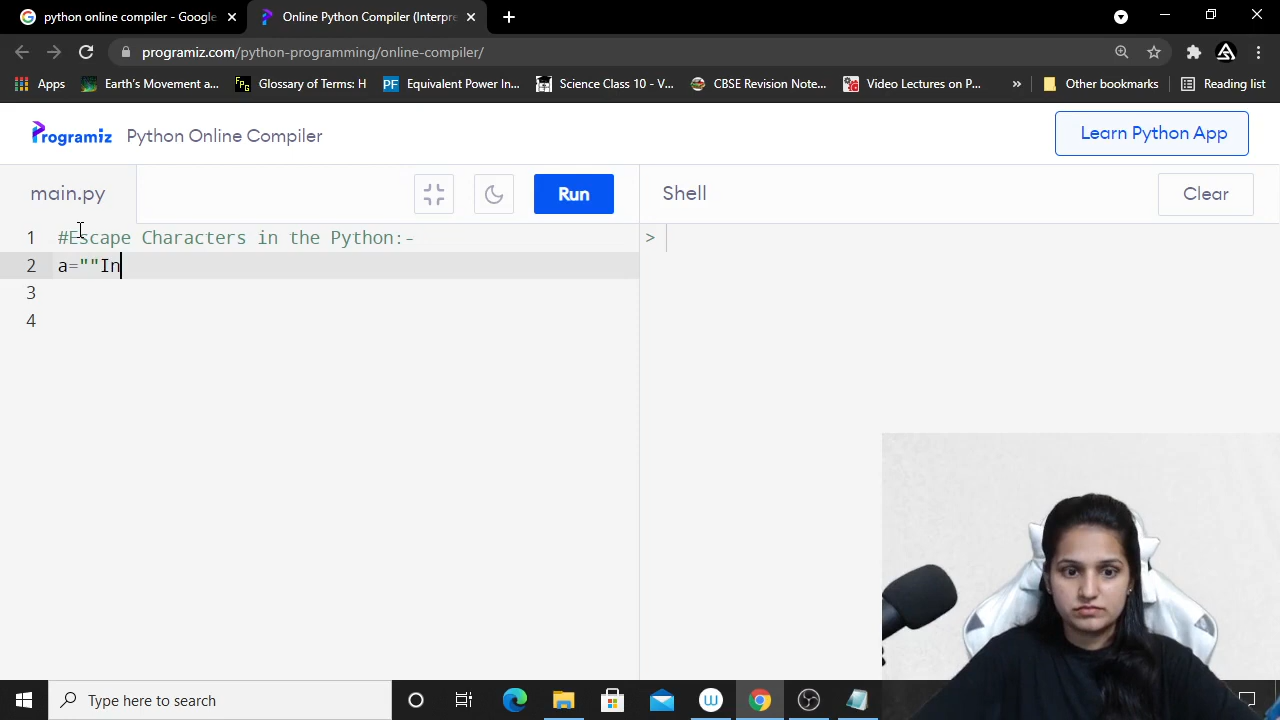 python online compiler - Google
Online Python Compiler (Interpre
programiz.com/python-programming/online-compiler/
Apps
Earth's Movement a...
FPg
Glossary of Terms: H
PF
Equivalent Power In...
Science Class 10 - V...
CBSE Revision Note...
Video Lectures on P...
»
Other bookmarks
Reading list
Programiz
Python Online Compiler
Learn Python App
main.py
Run
Shell
Clear
1 #Escape Characters in the Python:-
2 a=""In
3
4
>
Type here to search